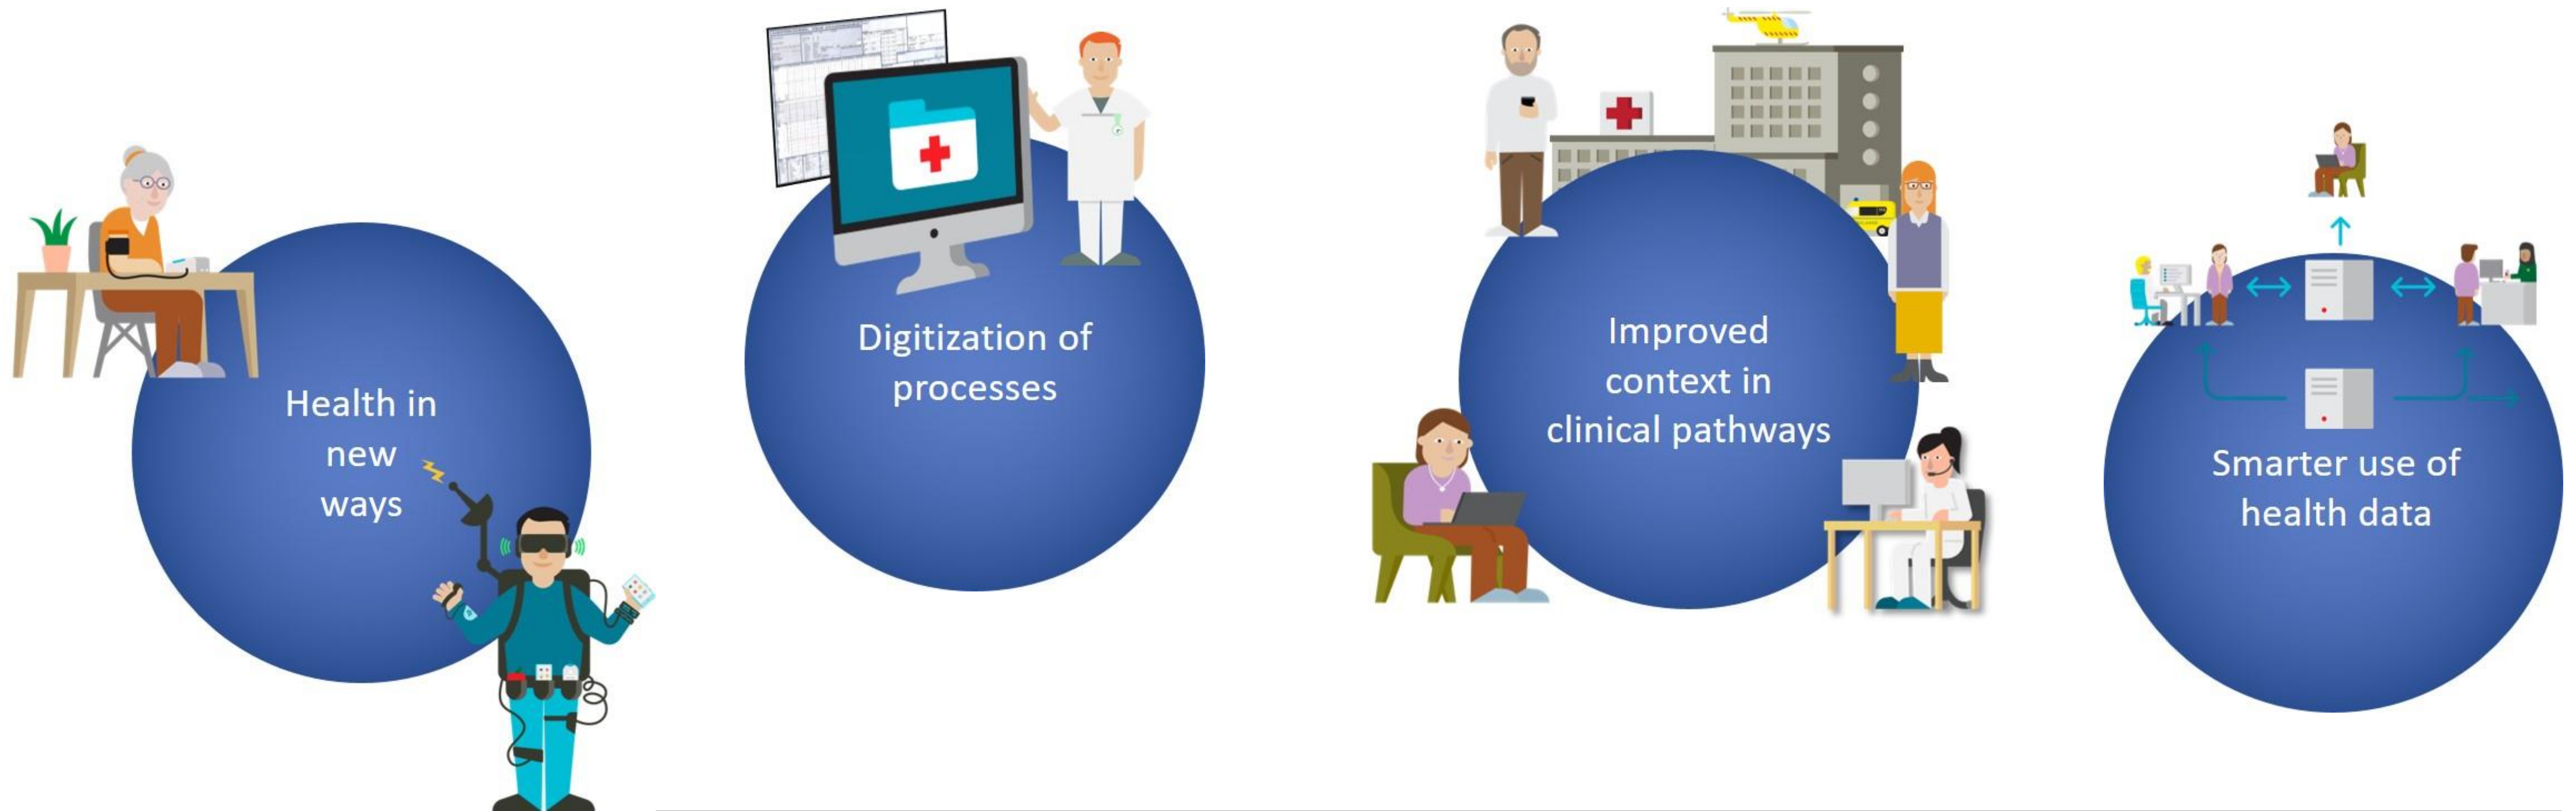 Health in
new
ways
Digitization of
processes
Improved
context in
clinical pathways
Smarter use of
health data